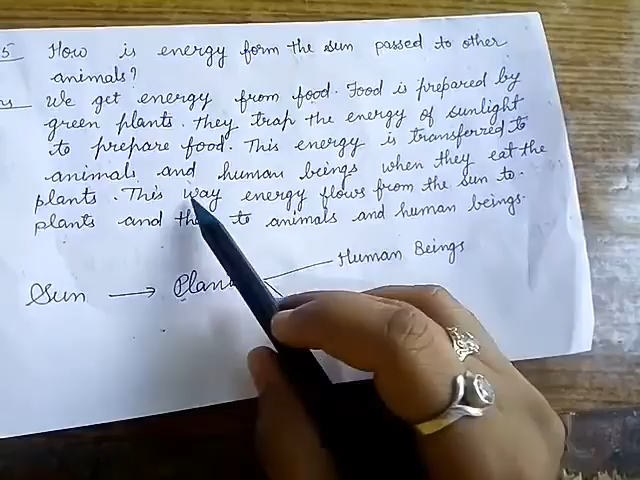 5 How is energy form the sun passed to other
animals?
We get energy from food. Food is prepared by
green plants. They trap the energy of sunlight
to prepare food. This energy is transferred to
animals and human beings when they eat the
plants. This way energy flows from the sun to
plants and to animals and human beings.
Human Beings
Sun → Plan